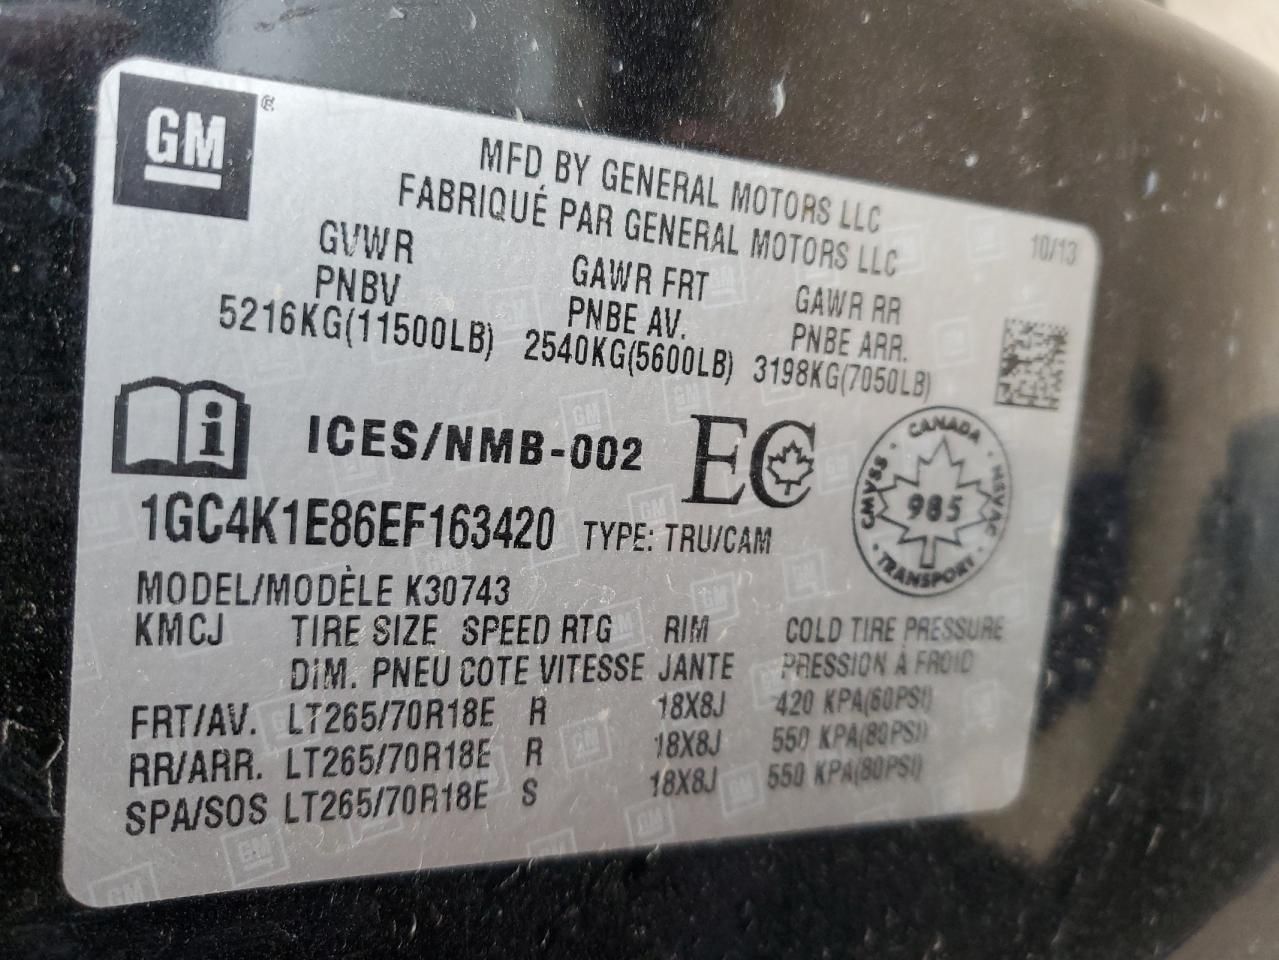 GM ®
MFD BY GENERAL MOTORS LLC
FABRIQUÉ PAR GENERAL MOTORS LLC
10/13
GVWR GAWR FRT GAWR RR
PNBV PNBE AV. PNBE ARR.
5216KG(11500LB) 2540KG(5600LB) 3198KG(7050LB)
i ICES/NMB-002 EC
CANADA
CMVSS 985 NSVAC
TRANSPORT
1GC4K1E86EF163420 TYPE: TRU/CAM
MODEL/MODÈLE K30743
KMCJ TIRE SIZE SPEED RTG RIM COLD TIRE PRESSURE
DIM. PNEU COTE VITESSE JANTE PRESSION À FROID
FRT/AV. LT265/70R18E R 18X8J 420 KPA(60PSI)
RR/ARR. LT265/70R18E R 18X8J 550 KPA(80PSI)
SPA/SOS LT265/70R18E S 18X8J 550 KPA(80PSI)